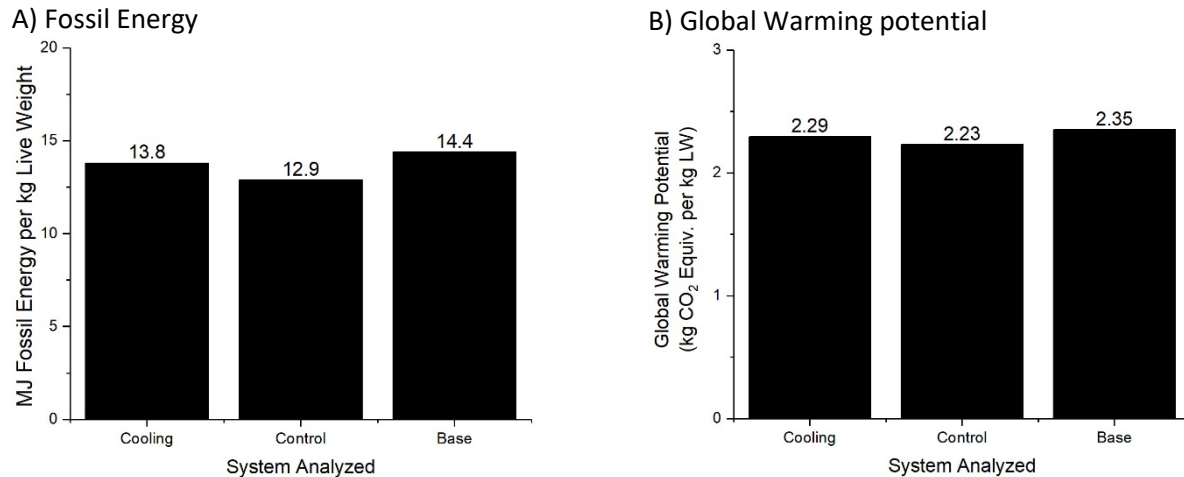 A) Fossil Energy
MJ Fossil Energy per kg Live Weight
20
15
10
5
0
13.8
12.9
14.4
Cooling
Control
Base
System Analyzed
B) Global Warming potential
Global Warming Potential
(kg CO₂ Equiv. per kg LW)
3
2
1
0
2.29
2.23
2.35
Cooling
Control
Base
System Analyzed